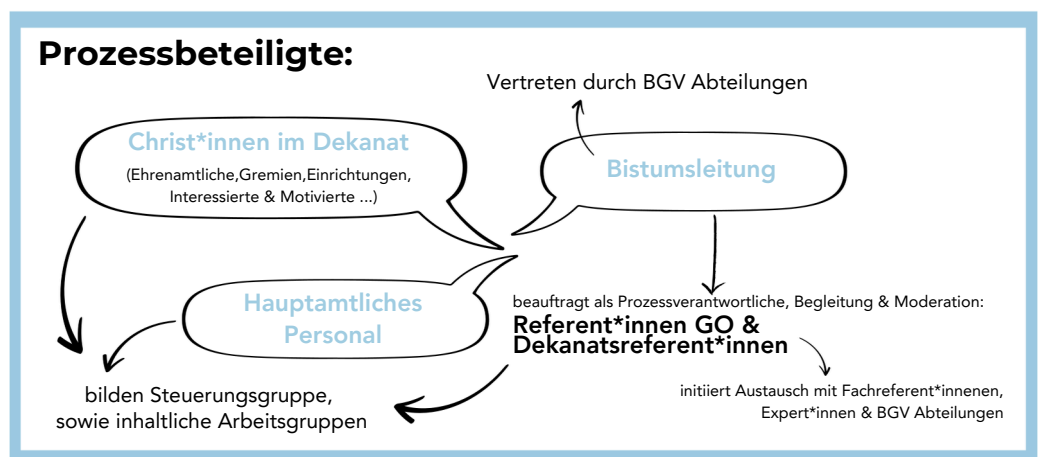 Prozessbeteiligte:
Vertreten durch BGV Abteilungen
Christ*innen im Dekanat
(Ehrenamtliche,Gremien,Einrichtungen,
Interessierte & Motivierte ...)
Bistumsleitung
Hauptamtliches
Personal
beauftragt als Prozessverantwortliche, Begleitung & Moderation:
Referent*innen GO &
Dekanatsreferent*innen
bilden Steuerungsgruppe,
sowie inhaltliche Arbeitsgruppen
initiiert Austausch mit Fachreferent*innenen,
Expert*innen & BGV Abteilungen